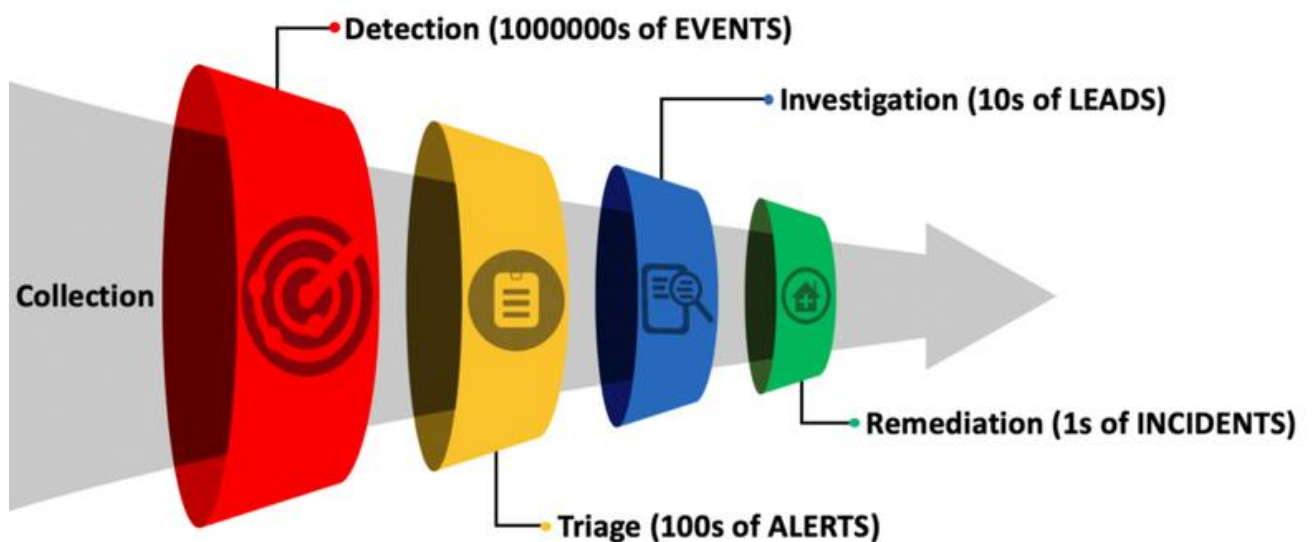 Detection (1000000s of EVENTS)
Investigation (10s of LEADS)
Collection
Remediation (1s of INCIDENTS)
Triage (100s of ALERTS)